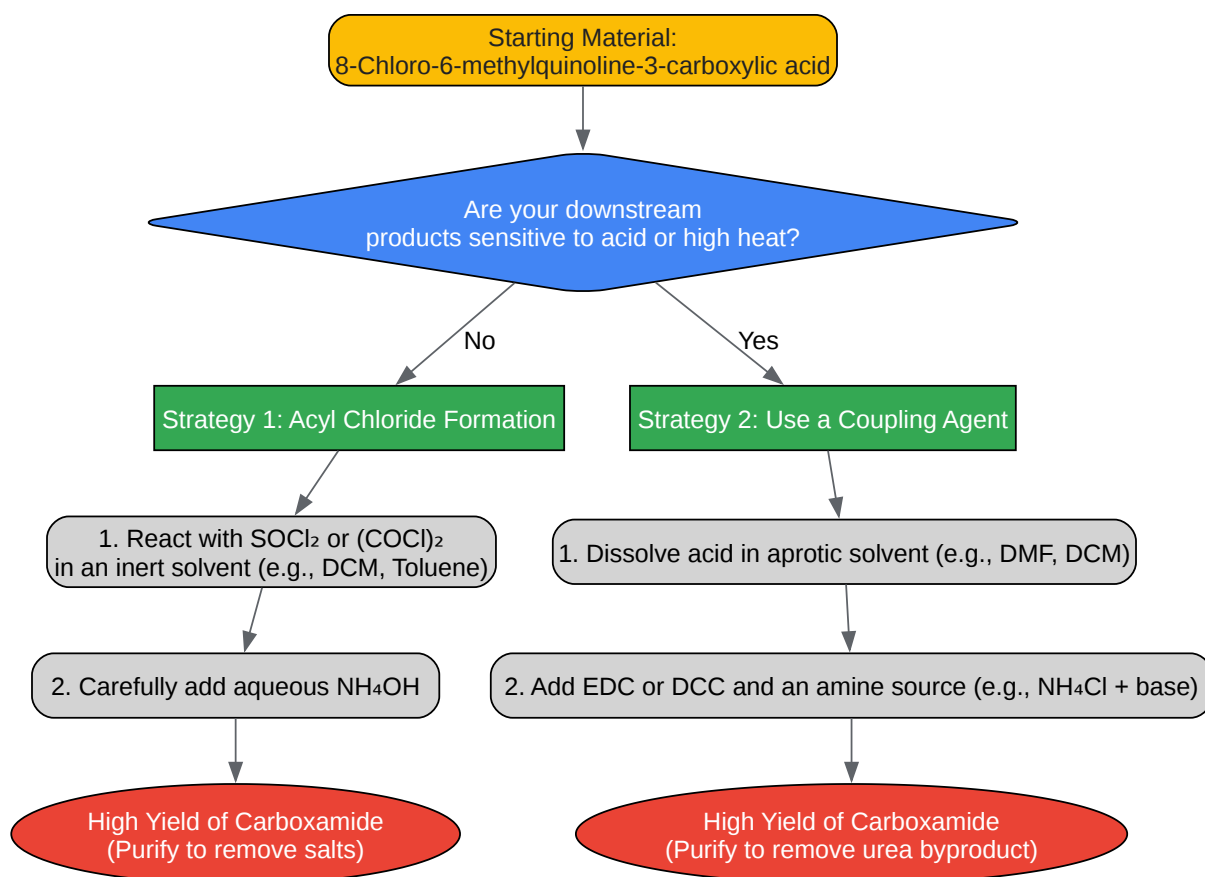 Starting Material:
8-Chloro-6-methylquinoline-3-carboxylic acid
Are your downstream
products sensitive to acid or high heat?
No
Yes
Strategy 1: Acyl Chloride Formation
Strategy 2: Use a Coupling Agent
1. React with SOCl₂ or (COCl)₂
in an inert solvent (e.g., DCM, Toluene)
1. Dissolve acid in aprotic solvent (e.g., DMF, DCM)
2. Carefully add aqueous NH₄OH
2. Add EDC or DCC and an amine source (e.g., NH₄Cl + base)
High Yield of Carboxamide
(Purify to remove salts)
High Yield of Carboxamide
(Purify to remove urea byproduct)